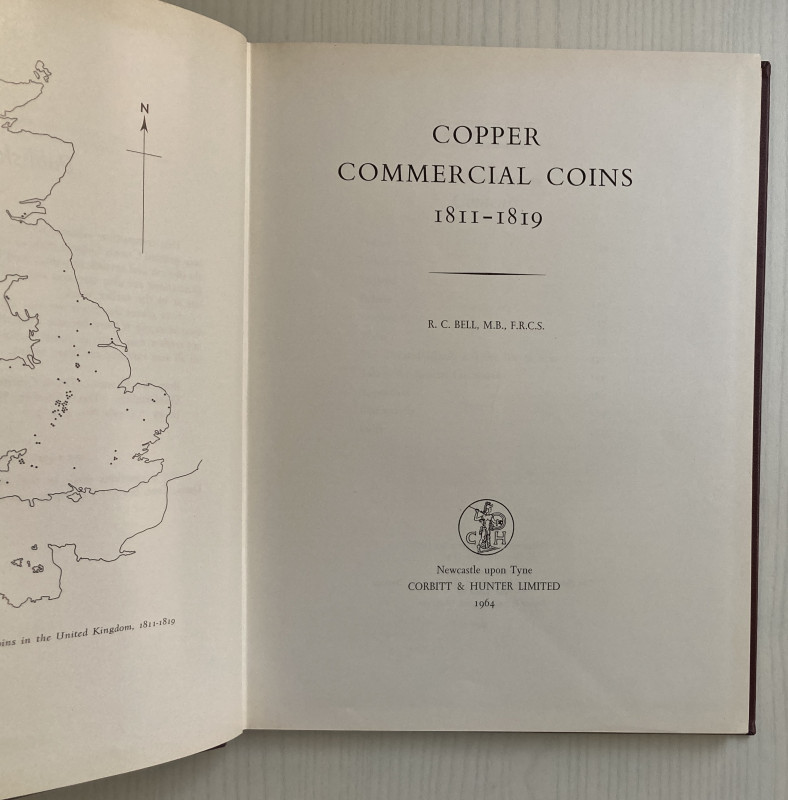 N
ins in the United Kingdom, 1811-1819
COPPER
COMMERCIAL COINS
1811-1819
R. C. BELL, M.B., F.R.C.S.
C H
Newcastle upon Tyne
CORBITT & HUNTER LIMITED
1964